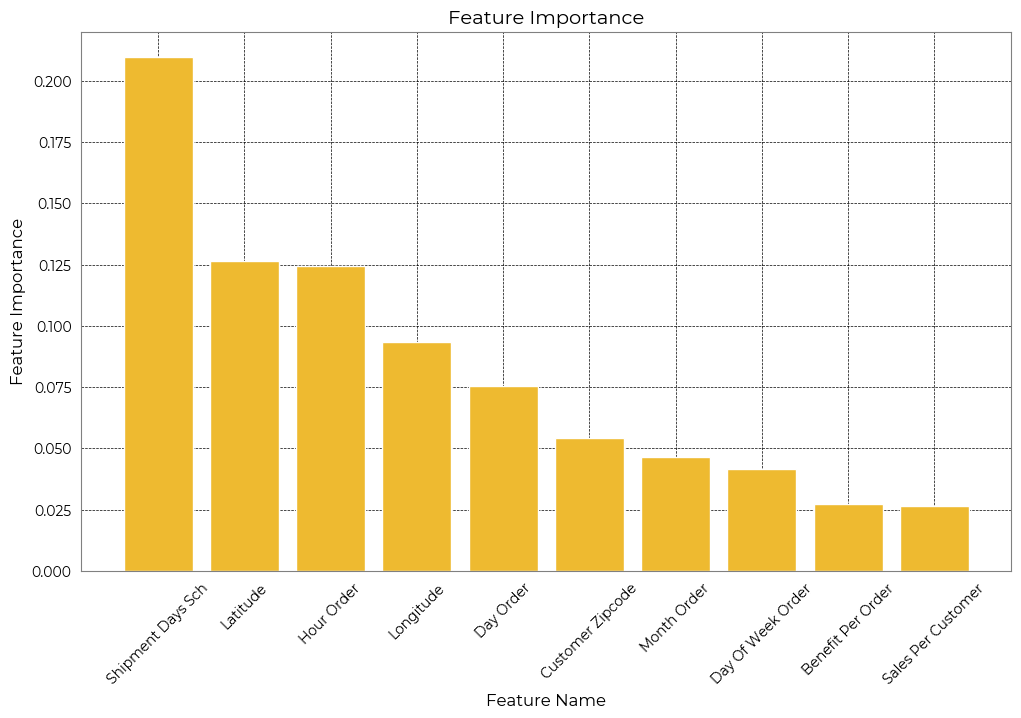 Feature Importance
Feature Importance
0.200
0.175
0.150
0.125
0.100
0.075
0.050
0.025
0.000
Shipment Days Sch
Latitude
Hour Order
Longitude
Day Order
Customer Zipcode
Month Order
Day Of Week Order
Benefit Per Order
Sales Per Customer
Feature Name